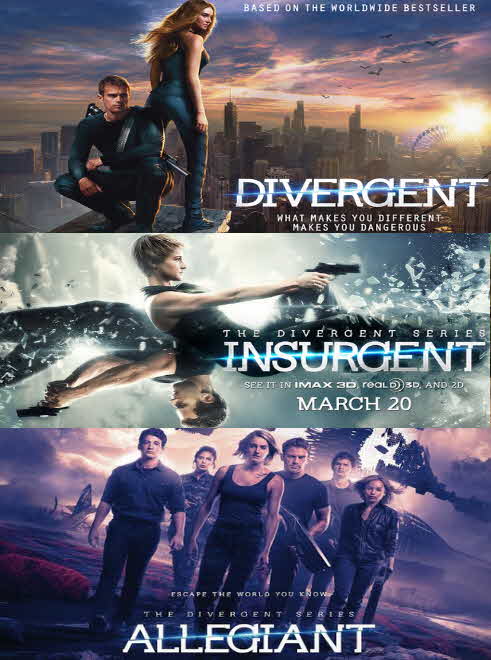 BASED ON THE WORLDWIDE BESTSELLER
DIVERGENT
WHAT MAKES YOU DIFFERENT
MAKES YOU DANGEROUS
THE DIVERGENT SERIES
INSURGENT
SEE IT IN IMAX 3D, REALD 3D, AND 2D
MARCH 20
ESCAPE THE WORLD YOU KNOW
THE DIVERGENT SERIES
ALLEGIANT